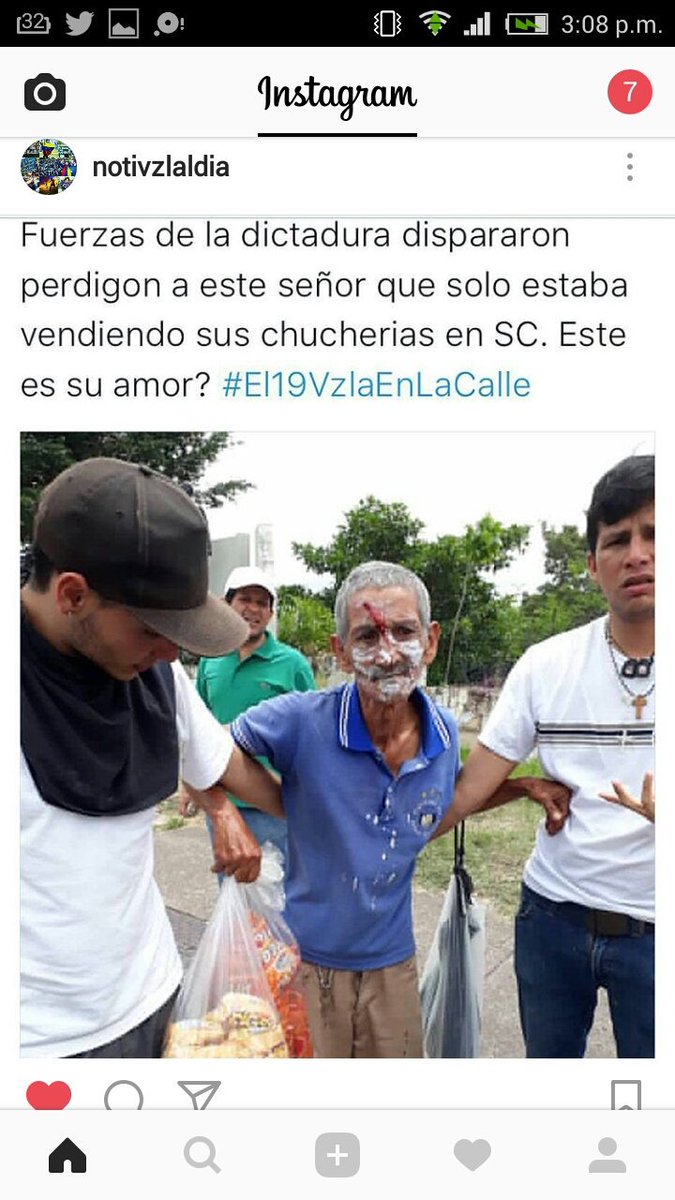 32 3:08 p.m.
Instagram
7
notivzlaldia
Fuerzas de la dictadura dispararon
perdigon a este señor que solo estaba
vendiendo sus chucherias en SC. Este
es su amor? #El19VzlaEnLaCalle